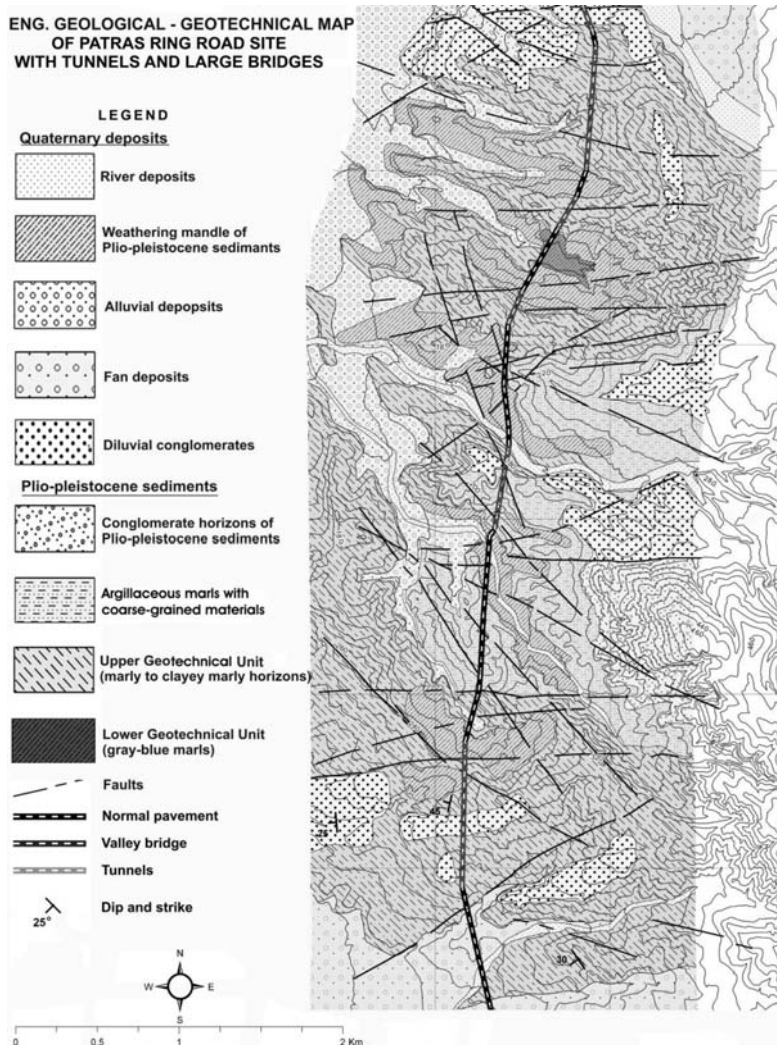 ENG. GEOLOGICAL - GEOTECHNICAL MAP
OF PATRAS RING ROAD SITE
WITH TUNNELS AND LARGE BRIDGES
LEGEND
Quaternary deposits
River deposits
Weathering mandle of
Plio-pleistocene sedimants
Alluvial depopsits
Fan deposits
Diluvial conglomerates
Plio-pleistocene sediments
Conglomerate horizons of
Plio-pleistocene sediments
Argillaceous marls with
coarse-grained materials
Upper Geotechnical Unit
(marly to clayey marly horizons)
Lower Geotechnical Unit
(gray-blue marls)
Faults
Normal pavement
Valley bridge
Tunnels
Dip and strike
25°
N
W E
S
0 0.5 1 2 Km
45
25
30